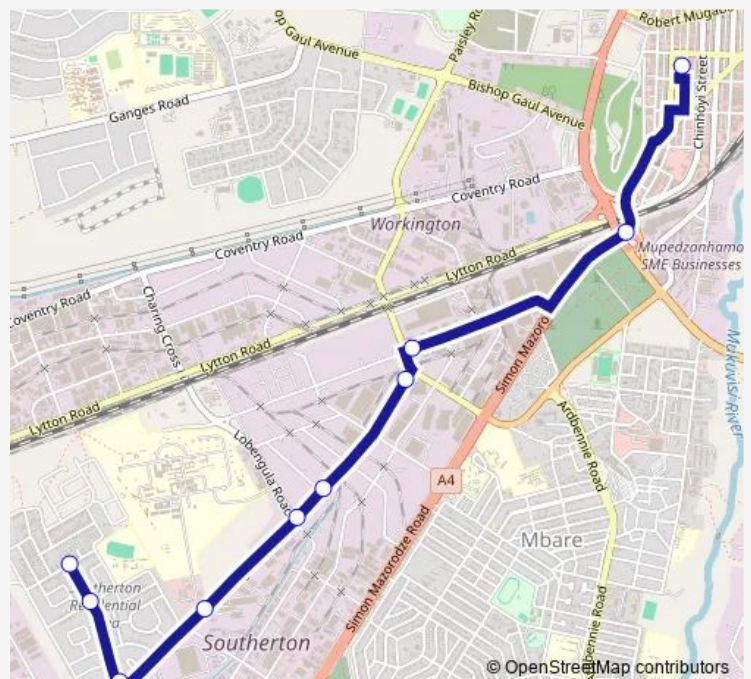 Robert Mugab
op Gaul Avenue
Paisley Ro
Bishop Gaul Avenue
Chinhoyi Street
Ganges Road
Coventry Road
Workington
Coventry Road
Lytton Road
Mupedzanhamo
SME Businesses
Coventry Road
Charing Cross
Lytton Road
Simon Mazoro
Mukuvisi River
Lytton Road
Ardbennie Road
Lobengula Road
A4
Mbare
Simon Mazorodze Road
therton
Residential
a
Ardbennie Road
Southerton
© OpenStreetMap contributors